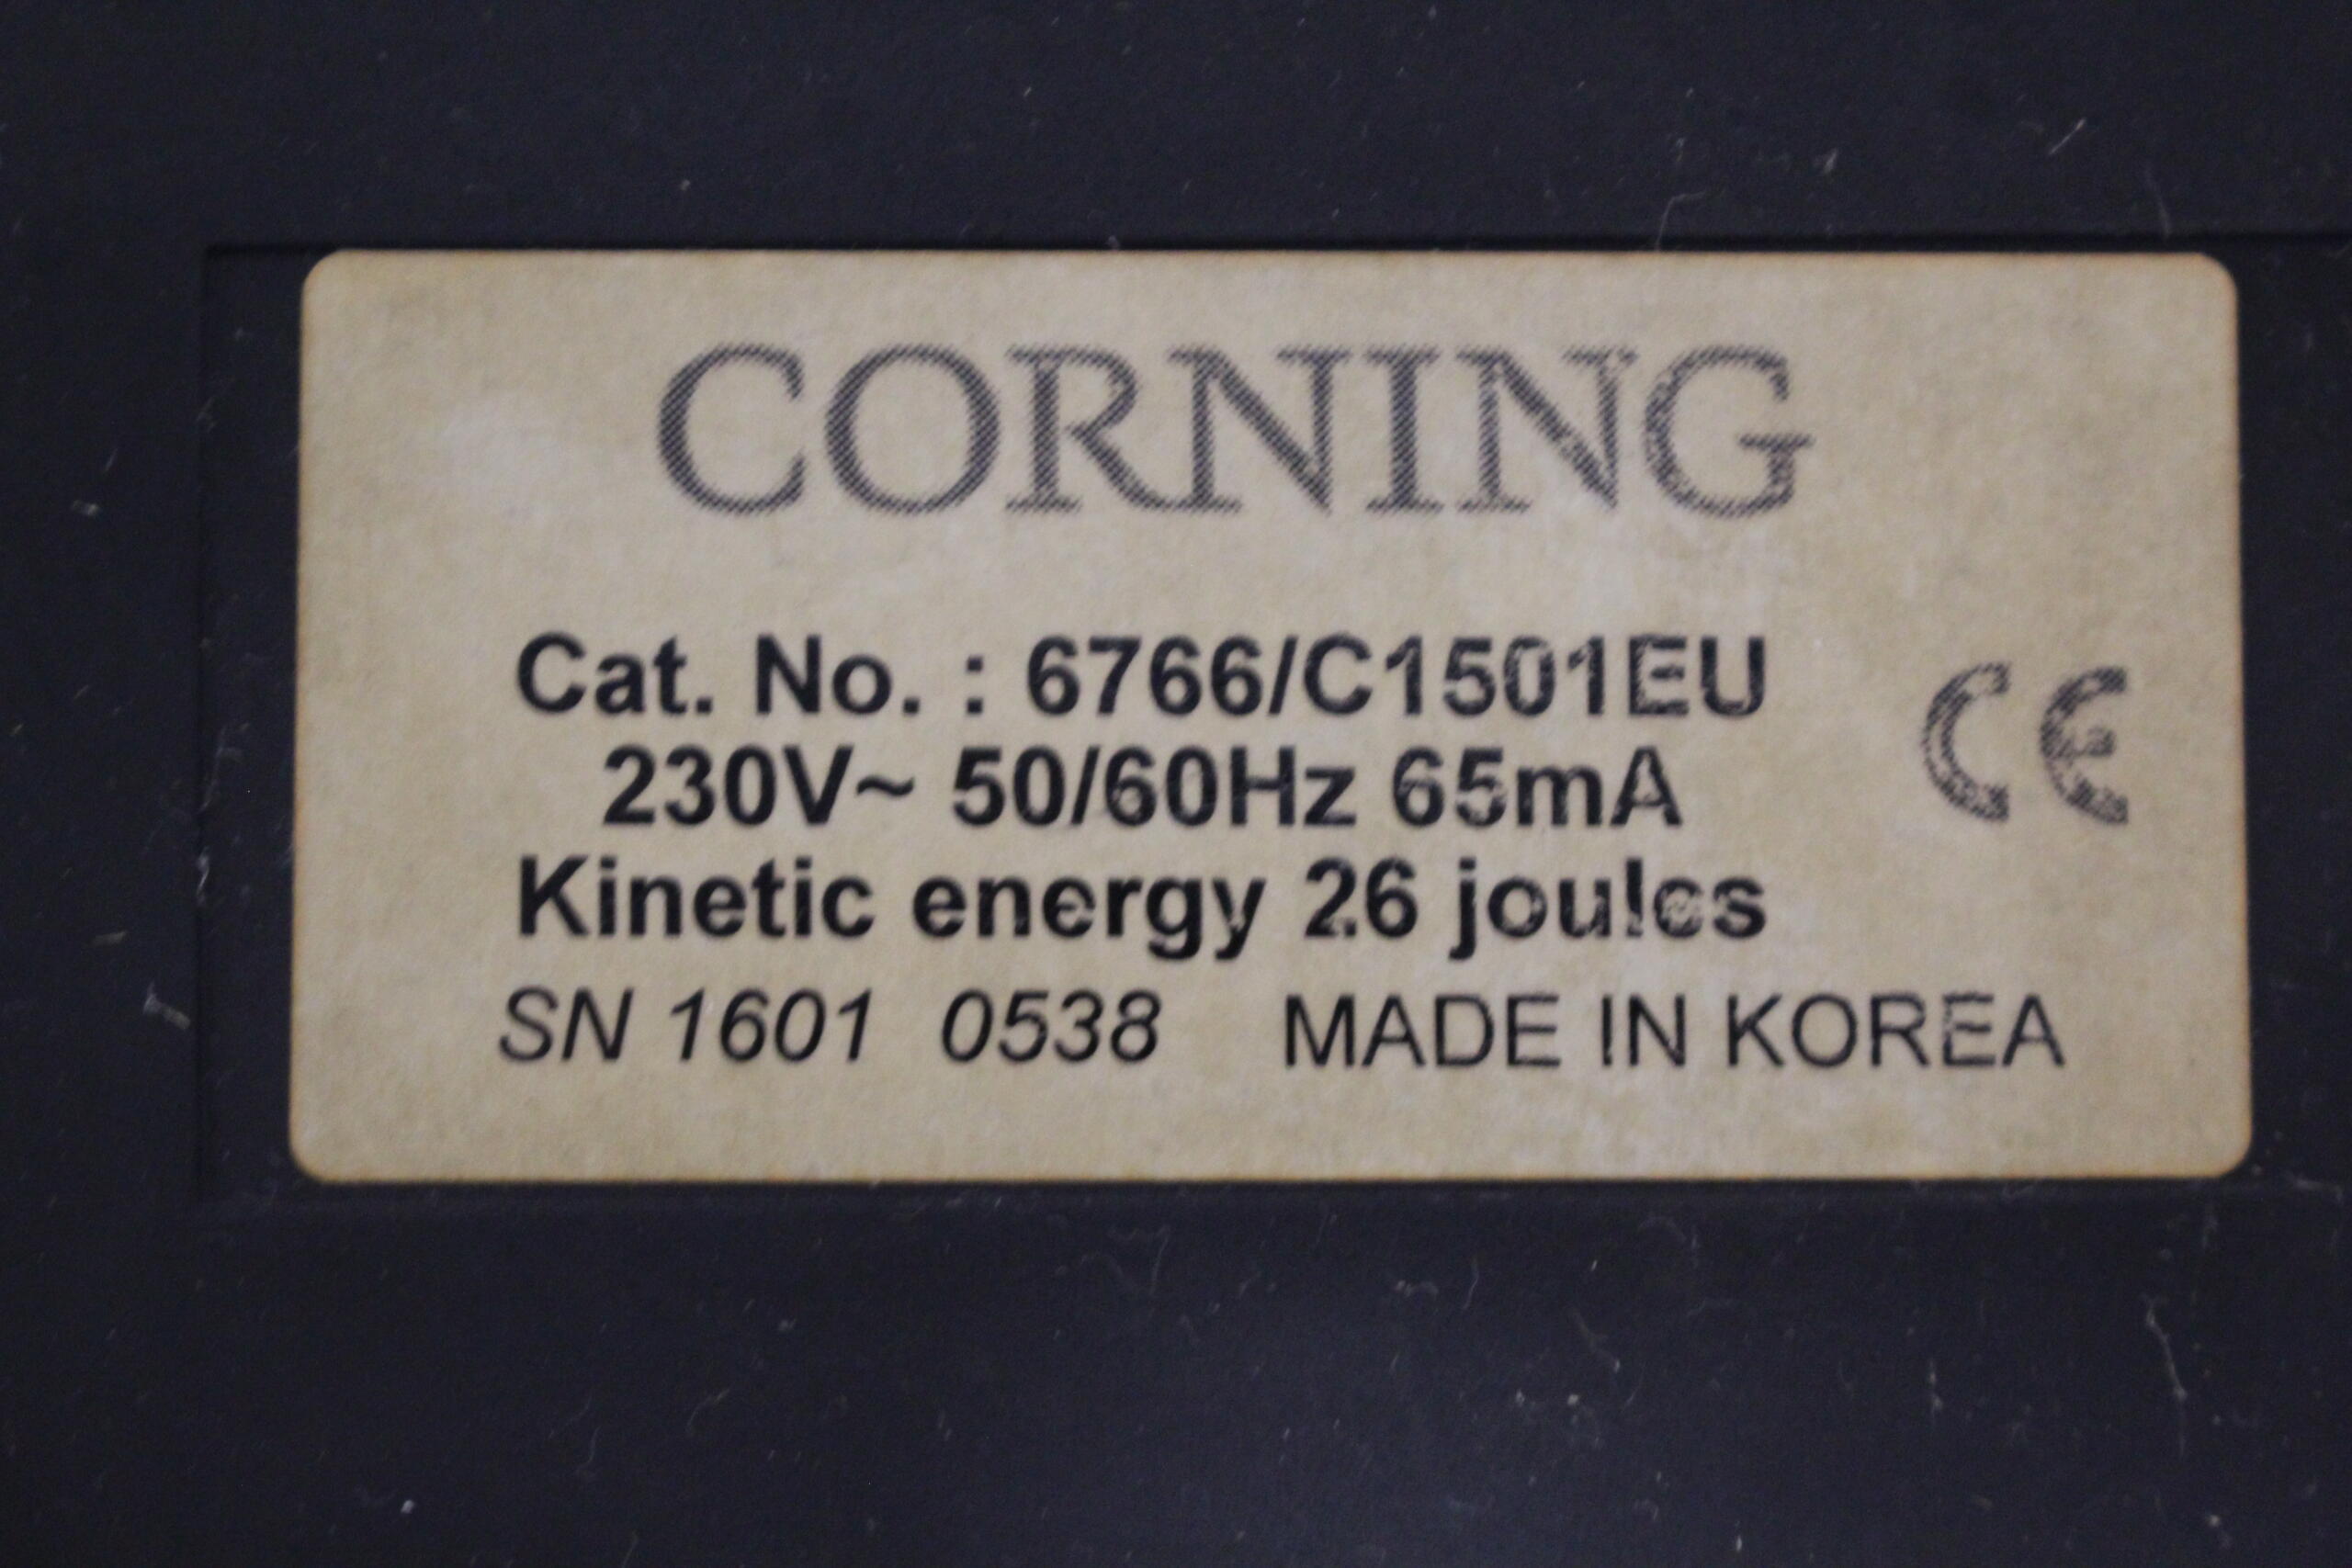 CORNING
Cat. No. : 6766/C1501EU
CE
230V~ 50/60Hz 65mA
Kinetic energy 26 joules
SN 1601 0538 MADE IN KOREA